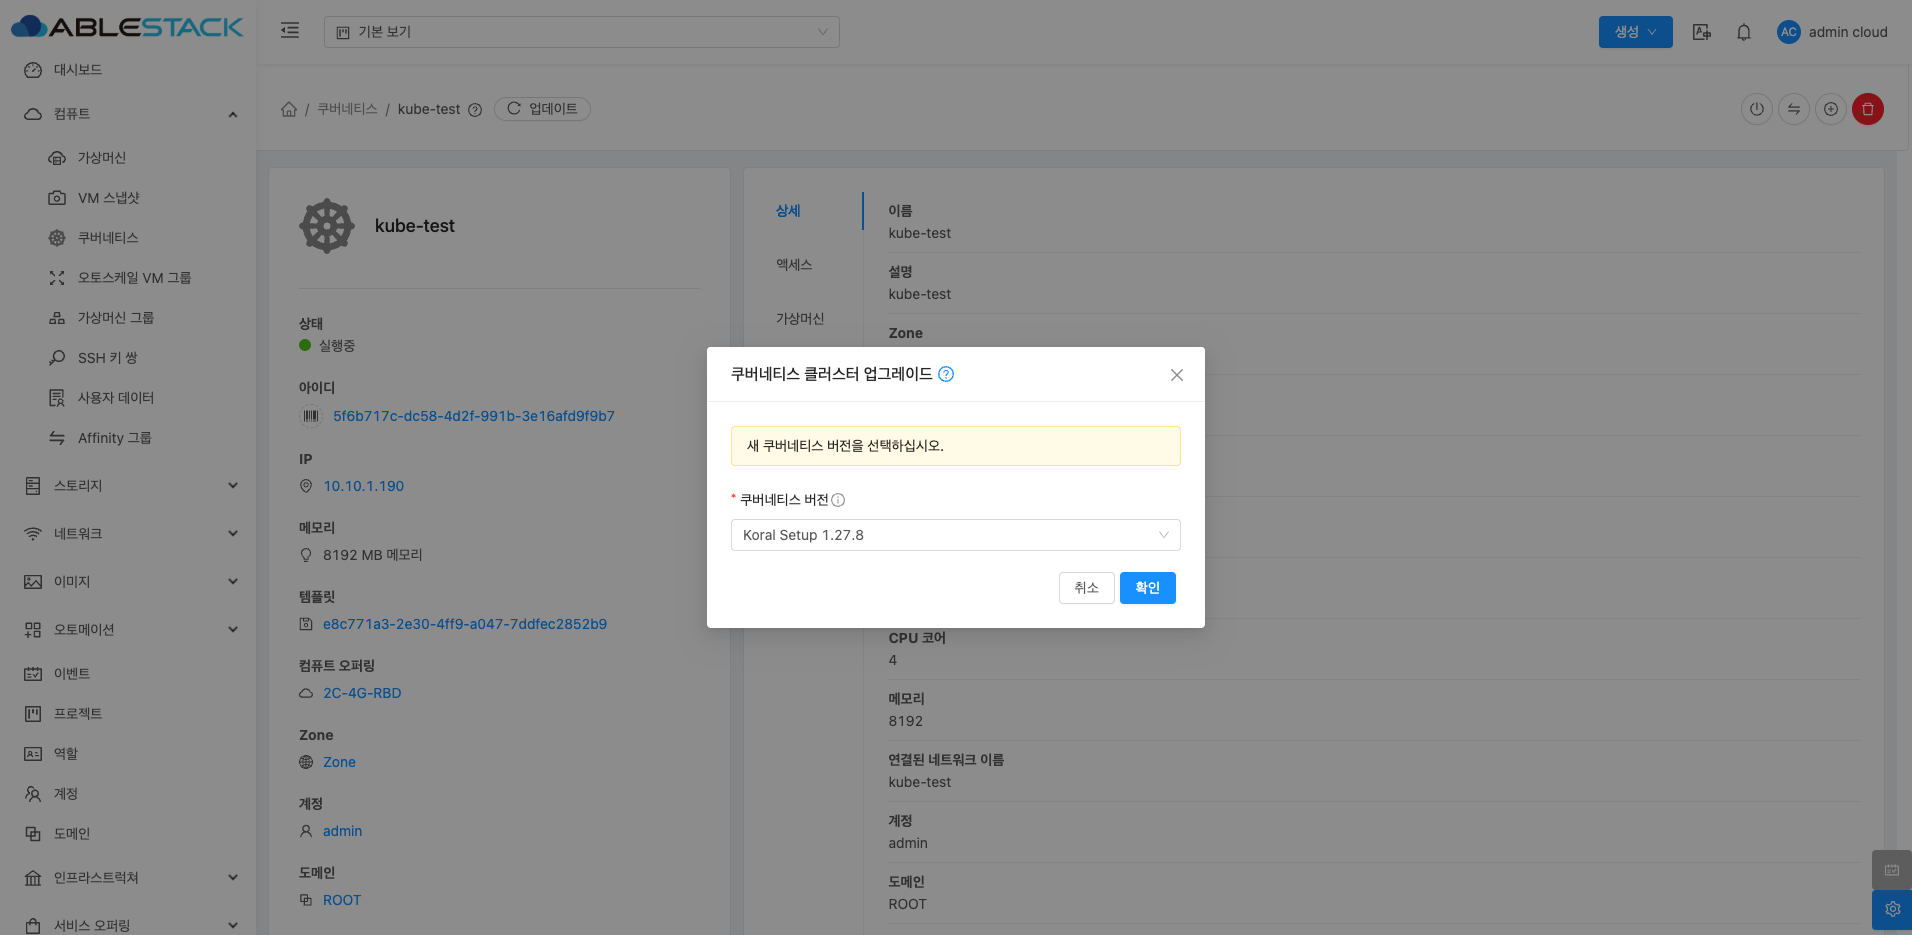 ABLESTACK
기본 보기
생성
AC
admin cloud
대시보드
컴퓨트
가상머신
VM 스냅샷
쿠버네티스
오토스케일 VM 그룹
가상머신 그룹
SSH 키 쌍
사용자 데이터
Affinity 그룹
스토리지
네트워크
이미지
오토메이션
이벤트
프로젝트
역할
계정
도메인
인프라스트럭쳐
서비스 오퍼링
/ 쿠버네티스 / kube-test
업데이트
kube-test
상태
실행중
아이디
5f6b717c-dc58-4d2f-991b-3e16afd9f9b7
IP
10.10.1.190
메모리
8192 MB 메모리
템플릿
e8c771a3-2e30-4ff9-a047-7ddfec2852b9
컴퓨트 오퍼링
2C-4G-RBD
Zone
Zone
계정
admin
도메인
ROOT
상세
액세스
가상머신
이름
kube-test
설명
kube-test
Zone
쿠버네티스 클러스터 업그레이드
새 쿠버네티스 버전을 선택하십시오.
* 쿠버네티스 버전
Koral Setup 1.27.8
취소
확인
CPU 코어
4
메모리
8192
연결된 네트워크 이름
kube-test
계정
admin
도메인
ROOT